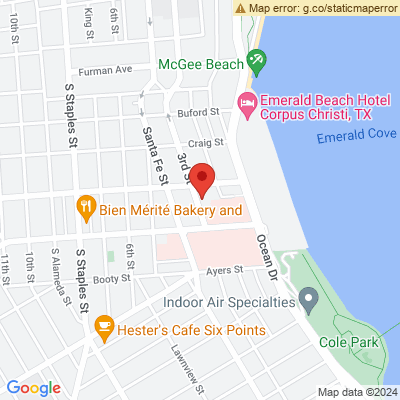 Map error: g.co/staticmaperror
10th St
King St
6th St
Furman Ave
McGee Beach
Buford St
Emerald Beach Hotel
Corpus Christi, TX
Emerald Cove
S Staples St
Craig St
Santa Fe St
3rd St
Bien Mérité Bakery and
Ocean Dr
11th St
10th St
S Alameda St
S Staples St
6th St
Booty St
Ayers St
Indoor Air Specialties
Hester's Cafe Six Points
Cole Park
Lawnview St
Google
Map data ©2024